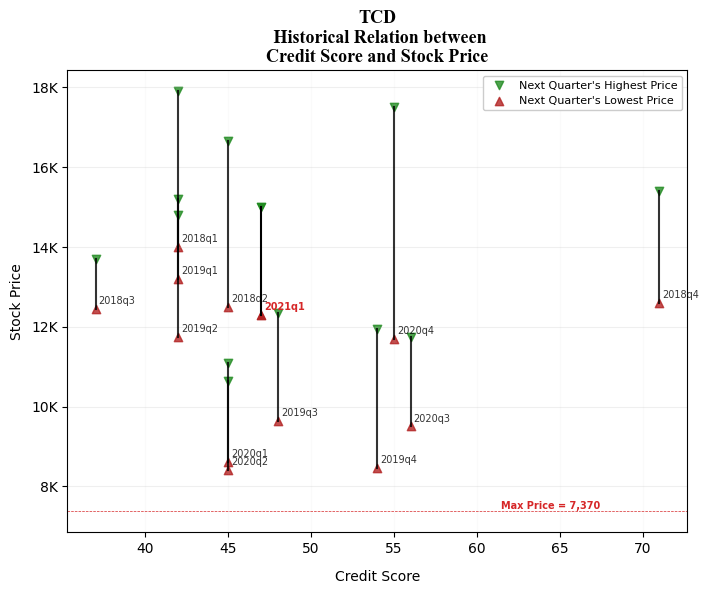 TCD
Historical Relation between
Credit Score and Stock Price
Next Quarter's Highest Price
Next Quarter's Lowest Price
18K
16K
14K
12K
10K
8K
Stock Price
2018q1
2019q1
2018q3
2018q2
2021q1
2018q4
2019q2
2020q4
2019q3
2020q3
2020q1
2020q2
2019q4
Max Price = 7,370
40 45 50 55 60 65 70
Credit Score